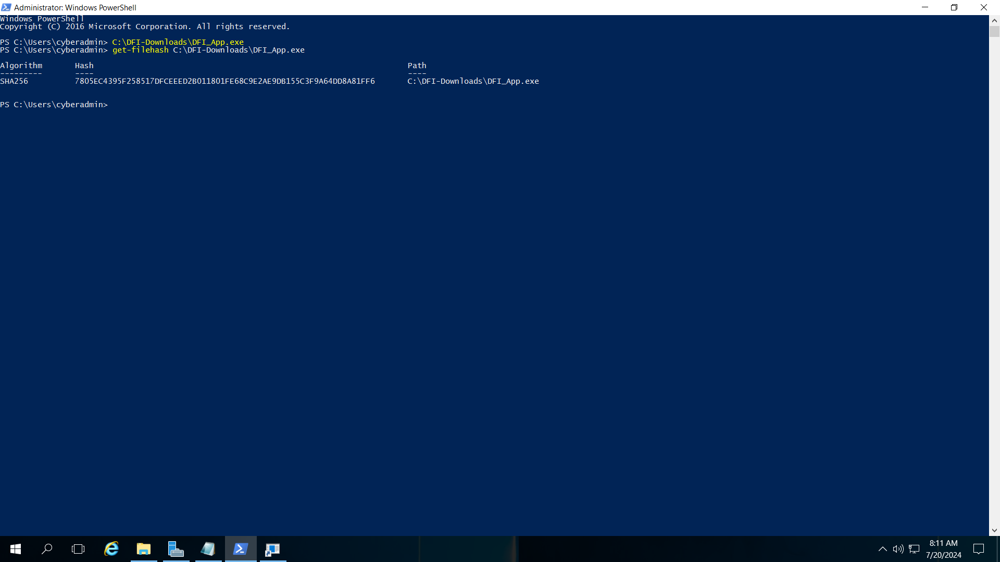 Administrator: Windows PowerShell
Windows PowerShell
Copyright (C) 2016 Microsoft Corporation. All rights reserved.
PS C:\Users\cyberadmin> C:\DFI-Downloads\DFI_App.exe
PS C:\Users\cyberadmin> get-filehash C:\DFI-Downloads\DFI_App.exe
Algorithm       Hash                                                                   Path
---------       ----                                                                   ----
SHA256          7805EC4395F258517DFCEEED2B011801FE68C9E2AE9DB155C3F9A64DD8A81FF6       C:\DFI-Downloads\DFI_App.exe
PS C:\Users\cyberadmin>
8:11 AM
7/20/2024